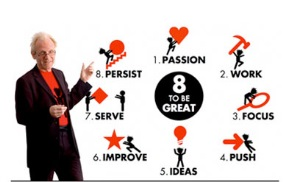 1. PASSION
2. WORK
3. FOCUS
4. PUSH
5. IDEAS
6. IMPROVE
7. SERVE
8. PERSIST
8
TO BE
GREAT